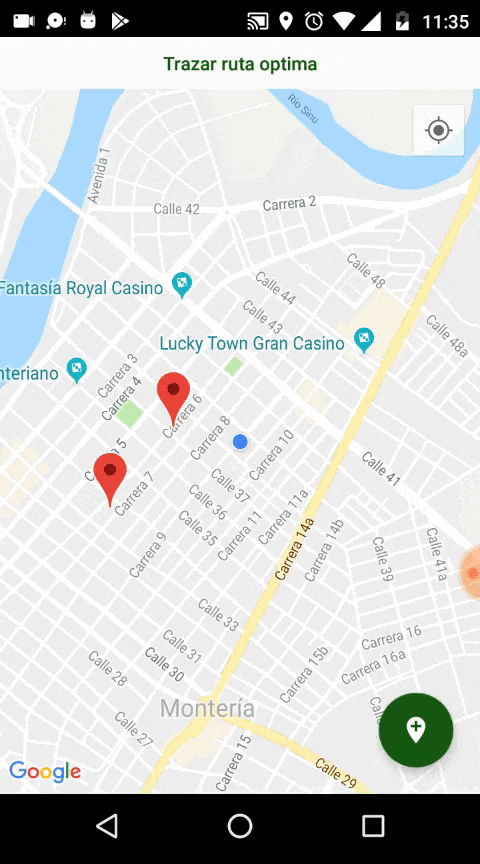 11:35
Trazar ruta optima
Rio Sinu
Avenida 1
Calle 42
Carrera 2
Calle 48
Fantasía Royal Casino
Calle 44
Calle 43
Calle 48a
Lucky Town Gran Casino
nteriano
Carrera 3
Carrera 4
Carrera 6
Carrera 8
Carrera 10
5
Calle 41
Carrera 7
Calle 37
Calle 36
Calle 35
Carrera 11
Carrera 11a
Carrera 14a
Carrera 14b
Calle 39
Calle 41a
Carrera 9
Calle 33
Calle 31
Calle 30
Calle 28
Carrera 16
Carrera 16a
Carrera 15b
Calle
Montería
Calle 27
Carrera 15
Calle 29
Google